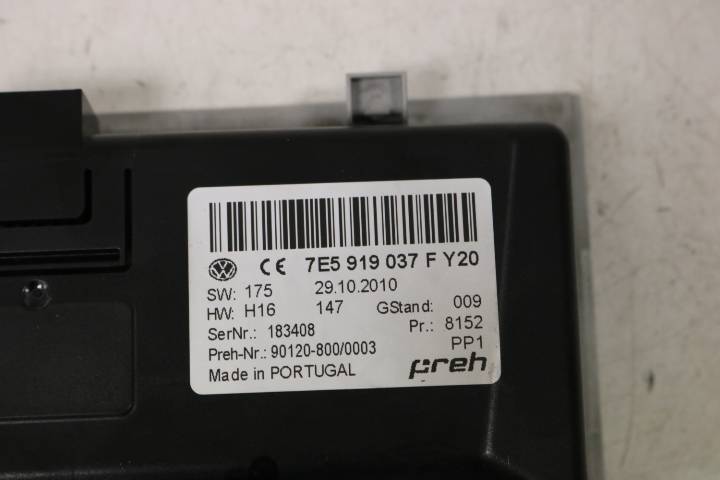 CE 7E5 919 037 F Y20
SW: 175 29.10.2010
HW: H16 147 GStand: 009
SerNr.: 183408 Pr.: 8152
Preh-Nr.: 90120-800/0003 PP1
Made in PORTUGAL preh